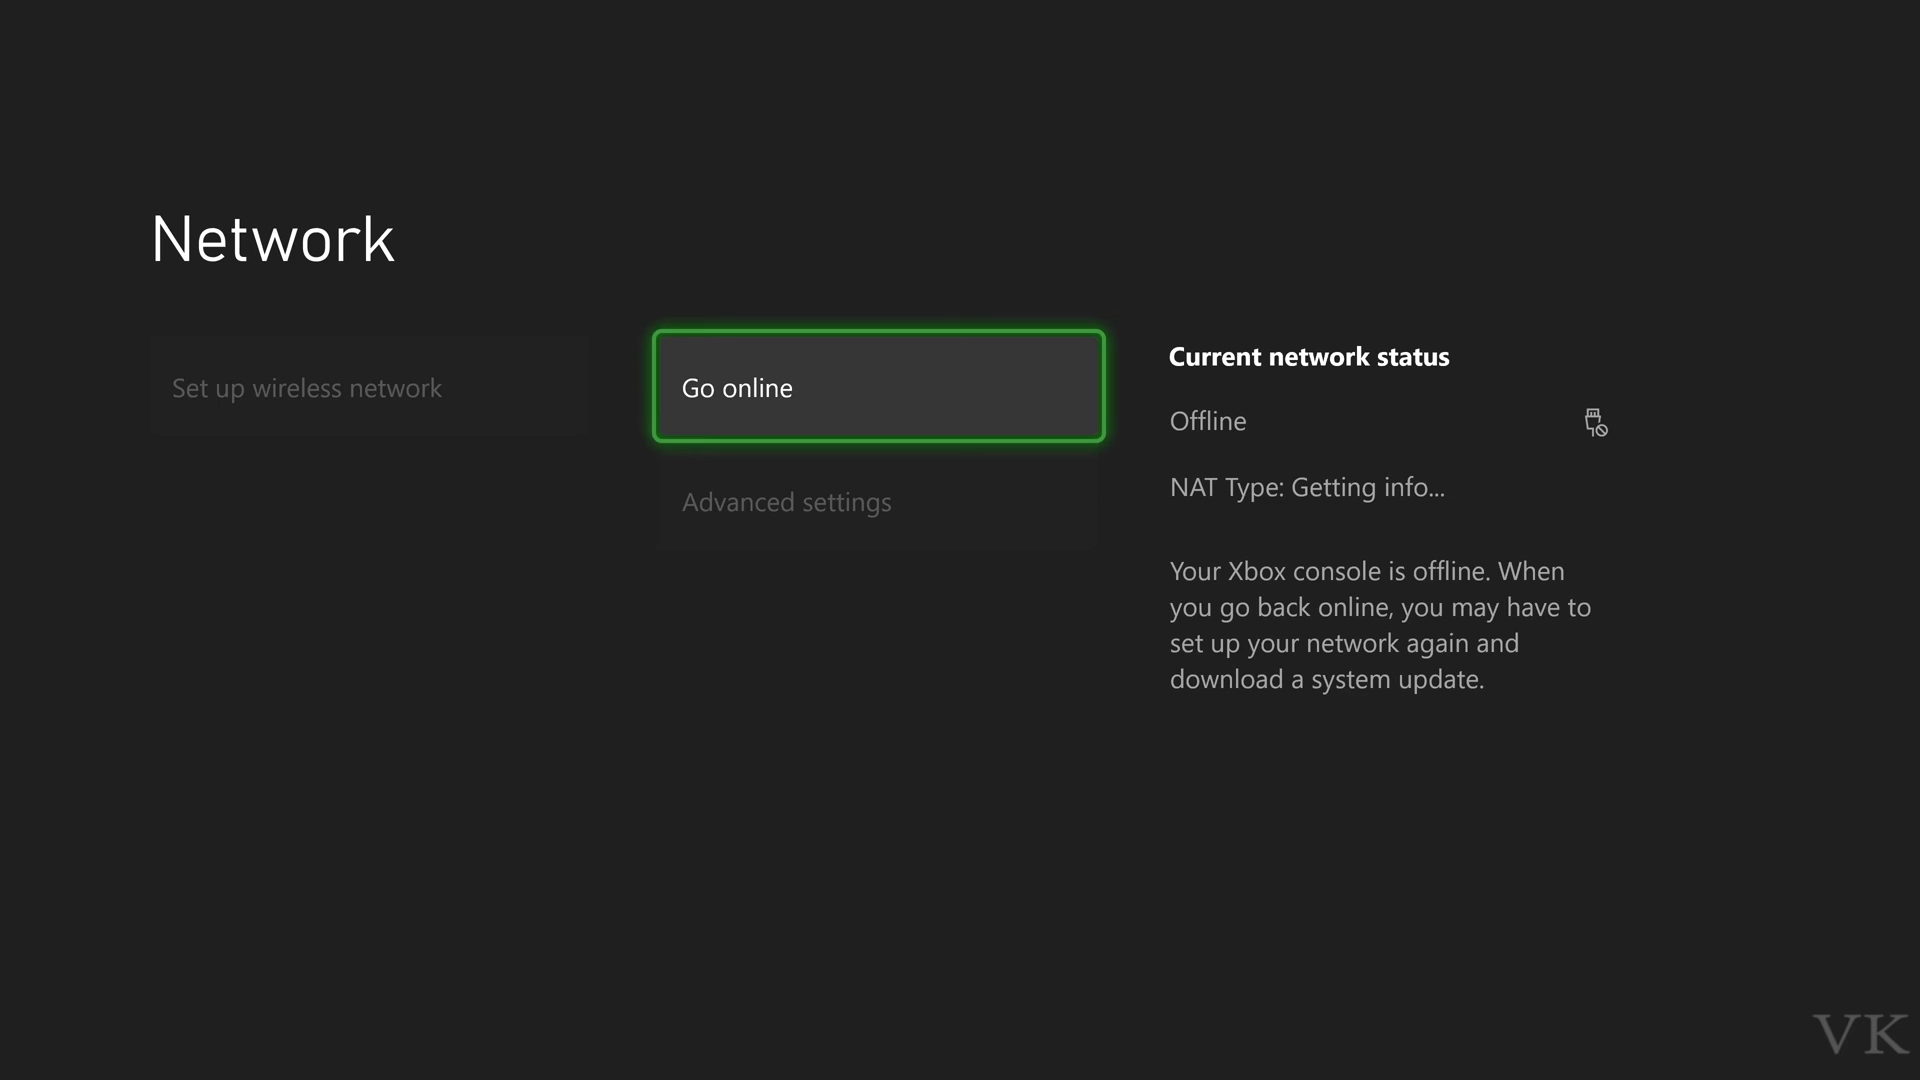 Network
Set up wireless network
Go online
Advanced settings
Current network status
Offline
NAT Type: Getting info...
Your Xbox console is offline. When
you go back online, you may have to
set up your network again and
download a system update.
VK